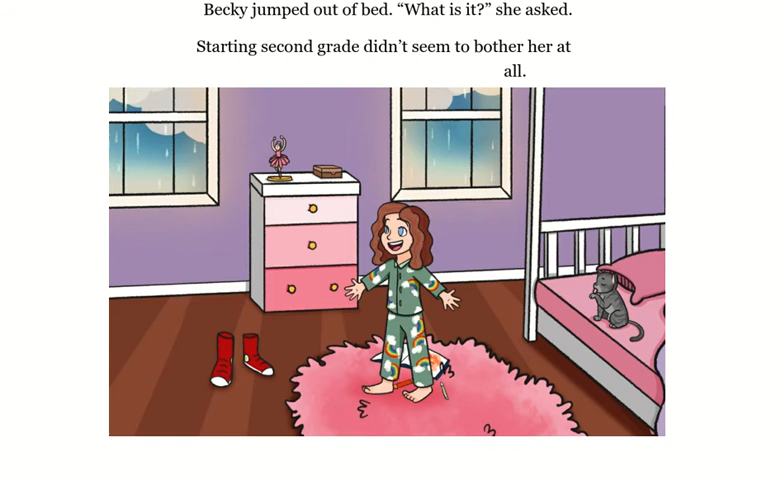 Becky jumped out of bed. “What is it?” she asked.
Starting second grade didn’t seem to bother her at
all.